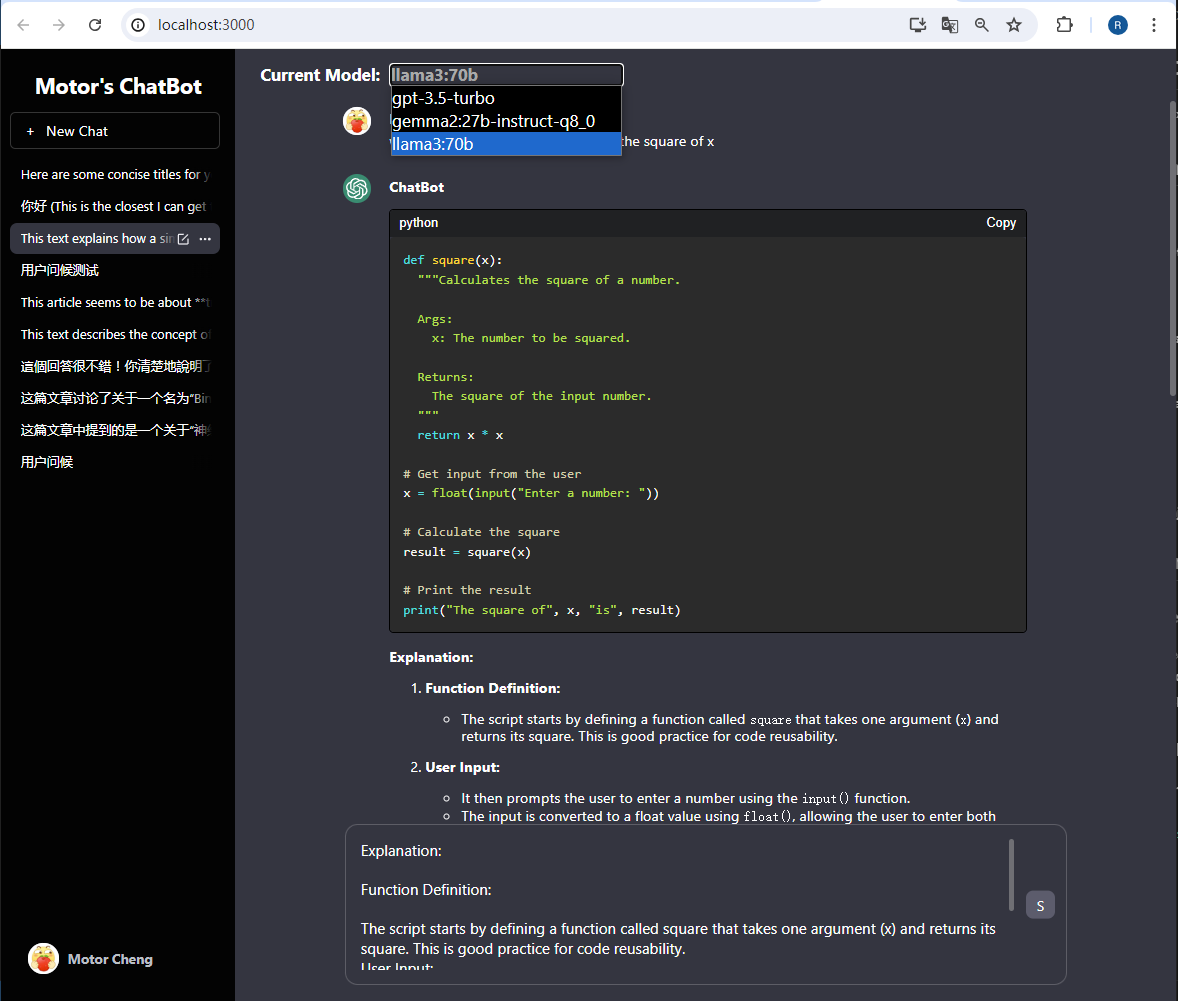 localhost:3000
R
Motor's ChatBot
+ New Chat
Here are some concise titles for y
你好 (This is the closest I can get
This text explains how a sin
用户问候测试
This article seems to be about **t
This text describes the concept of
這個回答很不錯！你清楚地說明了
这篇文章讨论了关于一个名为“Bin
这篇文章中提到的是一个关于“神
用户问候
Motor Cheng
Current Model: llama3:70b
gpt-3.5-turbo
gemma2:27b-instruct-q8_0
llama3:70b
the square of x
ChatBot
python Copy
def square(x):
"""Calculates the square of a number.
Args:
x: The number to be squared.
Returns:
The square of the input number.
"""
return x * x
# Get input from the user
x = float(input("Enter a number: "))
# Calculate the square
result = square(x)
# Print the result
print("The square of", x, "is", result)
Explanation:
1. Function Definition:
The script starts by defining a function called square that takes one argument (x) and
returns its square. This is good practice for code reusability.
2. User Input:
It then prompts the user to enter a number using the input() function.
The input is converted to a float value using float(), allowing the user to enter both
Explanation:
Function Definition:
The script starts by defining a function called square that takes one argument (x) and returns its
square. This is good practice for code reusability.
User Input:
S